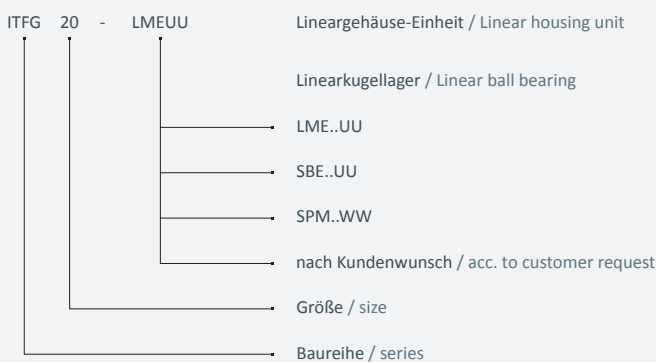 ITFG 20 - LMEUU Lineargehäuse-Einheit / Linear housing unit
Linearkugellager / Linear ball bearing
LME..UU
SBE..UU
SPM..WW
nach Kundenwunsch / acc. to customer request
Größe / size
Baureihe / series